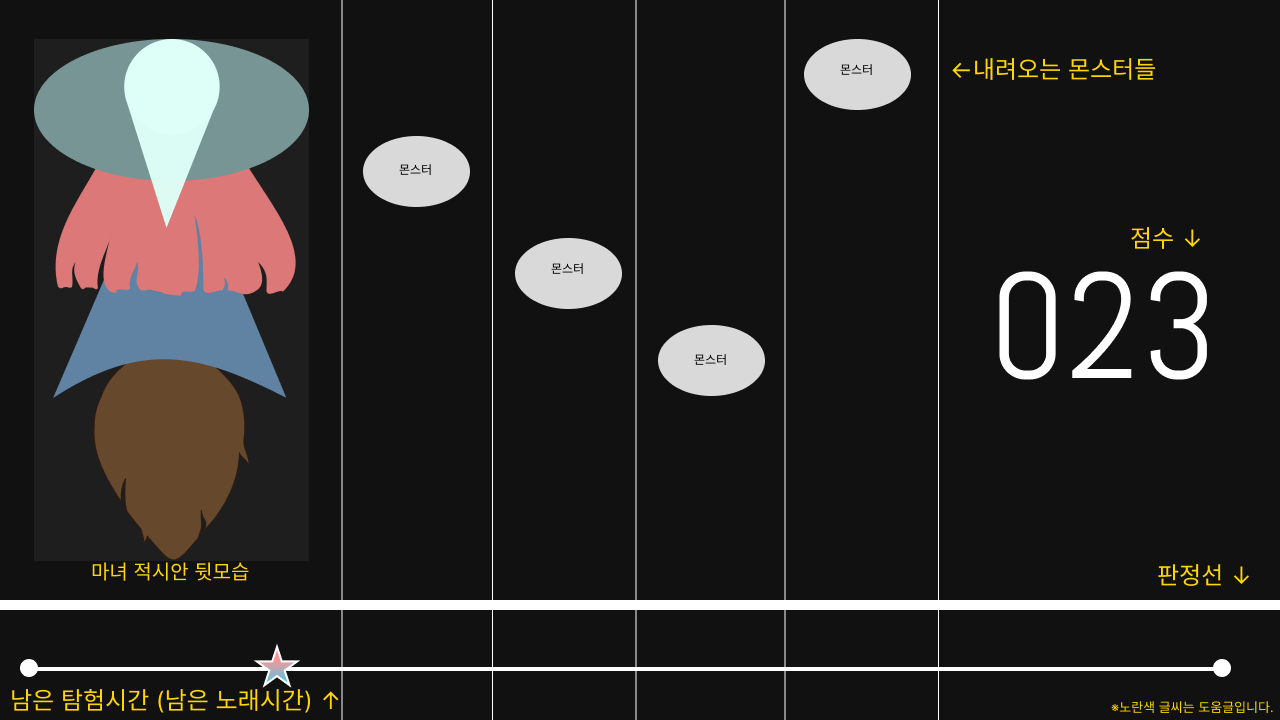 몬스터
←내려오는 몬스터들
몬스터
몬스터
점수 ↓
023
몬스터
마녀 적시안 뒷모습
판정선 ↓
남은 탐험시간 (남은 노래시간) ↑
※노란색 글씨는 도움글입니다.